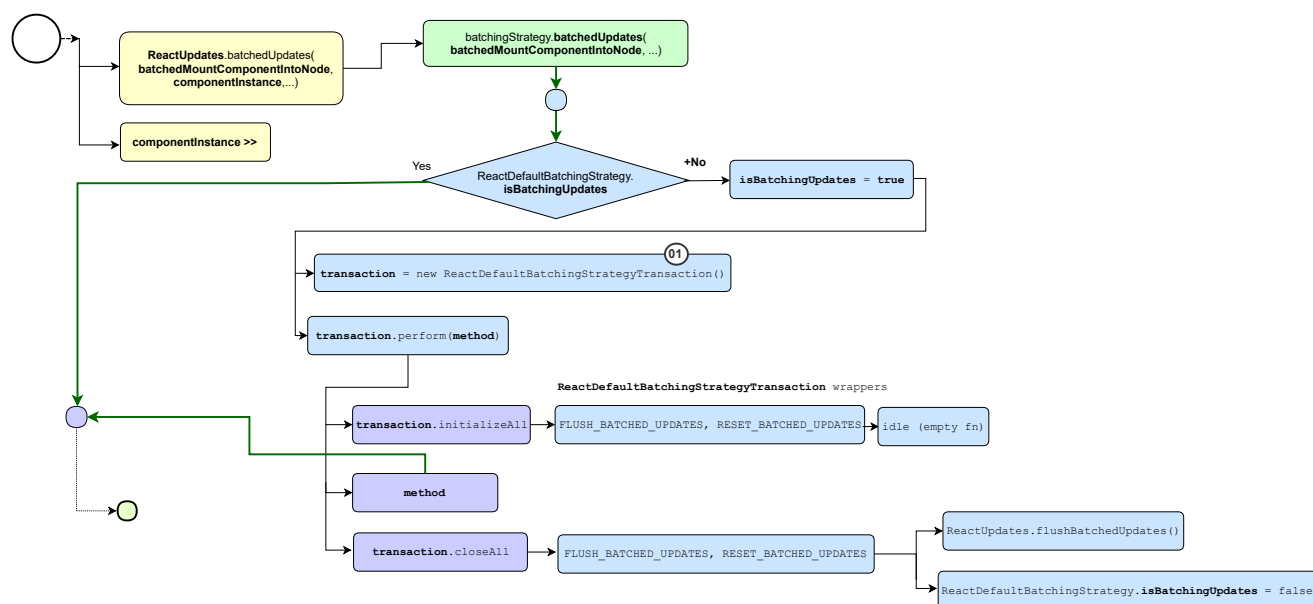 batchingStrategy.batchedUpdates(
batchedMountComponentIntoNode, ...)
ReactUpdates.batchedUpdates(
batchedMountComponentIntoNode,
componentInstance,...)
componentInstance >>
Yes
ReactDefaultBatchingStrategy.
isBatchingUpdates
+No
isBatchingUpdates = true
01
transaction = new ReactDefaultBatchingStrategyTransaction()
transaction.perform(method)
ReactDefaultBatchingStrategyTransaction wrappers
transaction.initializeAll
FLUSH_BATCHED_UPDATES, RESET_BATCHED_UPDATES
idle (empty fn)
method
transaction.closeAll
FLUSH_BATCHED_UPDATES, RESET_BATCHED_UPDATES
ReactUpdates.flushBatchedUpdates()
ReactDefaultBatchingStrategy.isBatchingUpdates = false